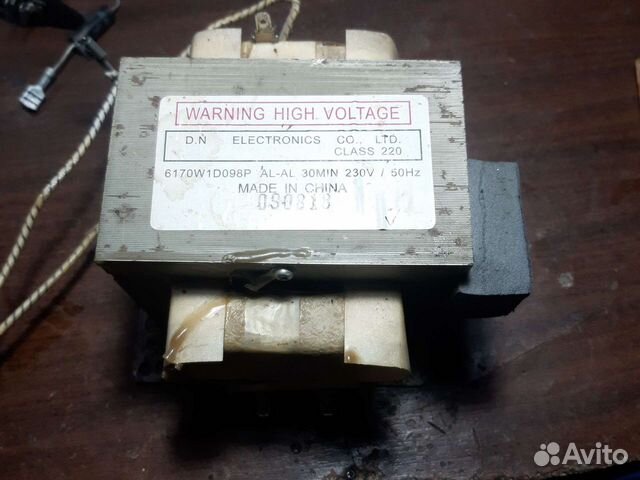 WARNING HIGH VOLTAGE
D.N ELECTRONICS CO., LTD.
CLASS 220
6170W1D098P AL-AL 30MIN 230V / 50Hz
MADE IN CHINA
Avito